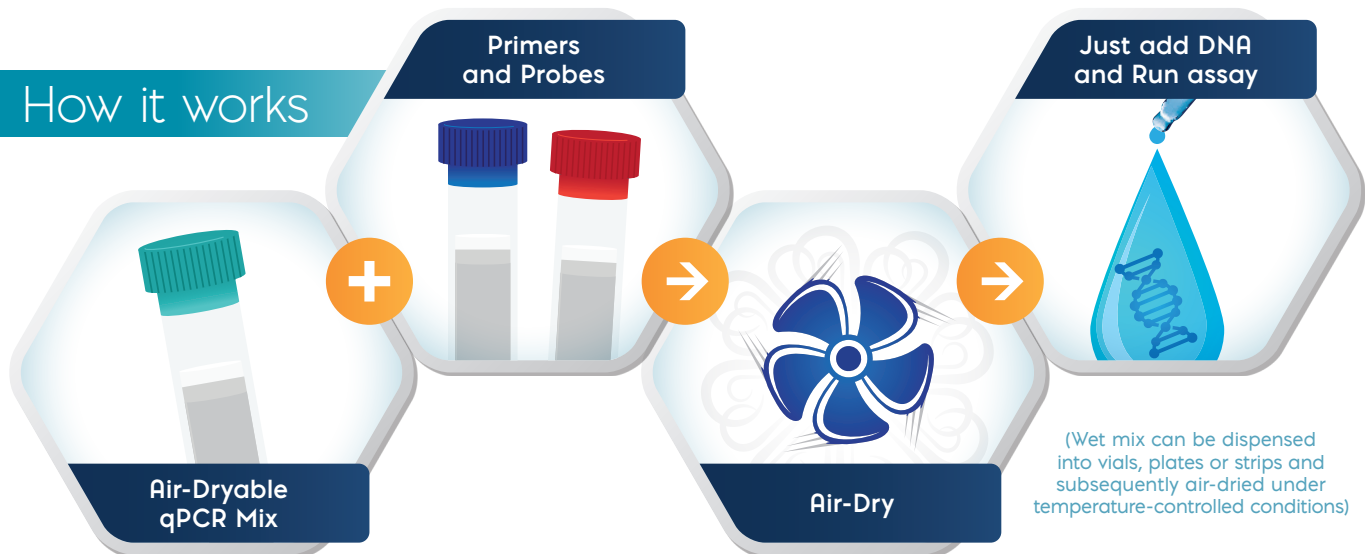 How it works
Air-Dryable
qPCR Mix
Primers
and Probes
Air-Dry
Just add DNA
and Run assay
(Wet mix can be dispensed
into vials, plates or strips and
subsequently air-dried under
temperature-controlled conditions)